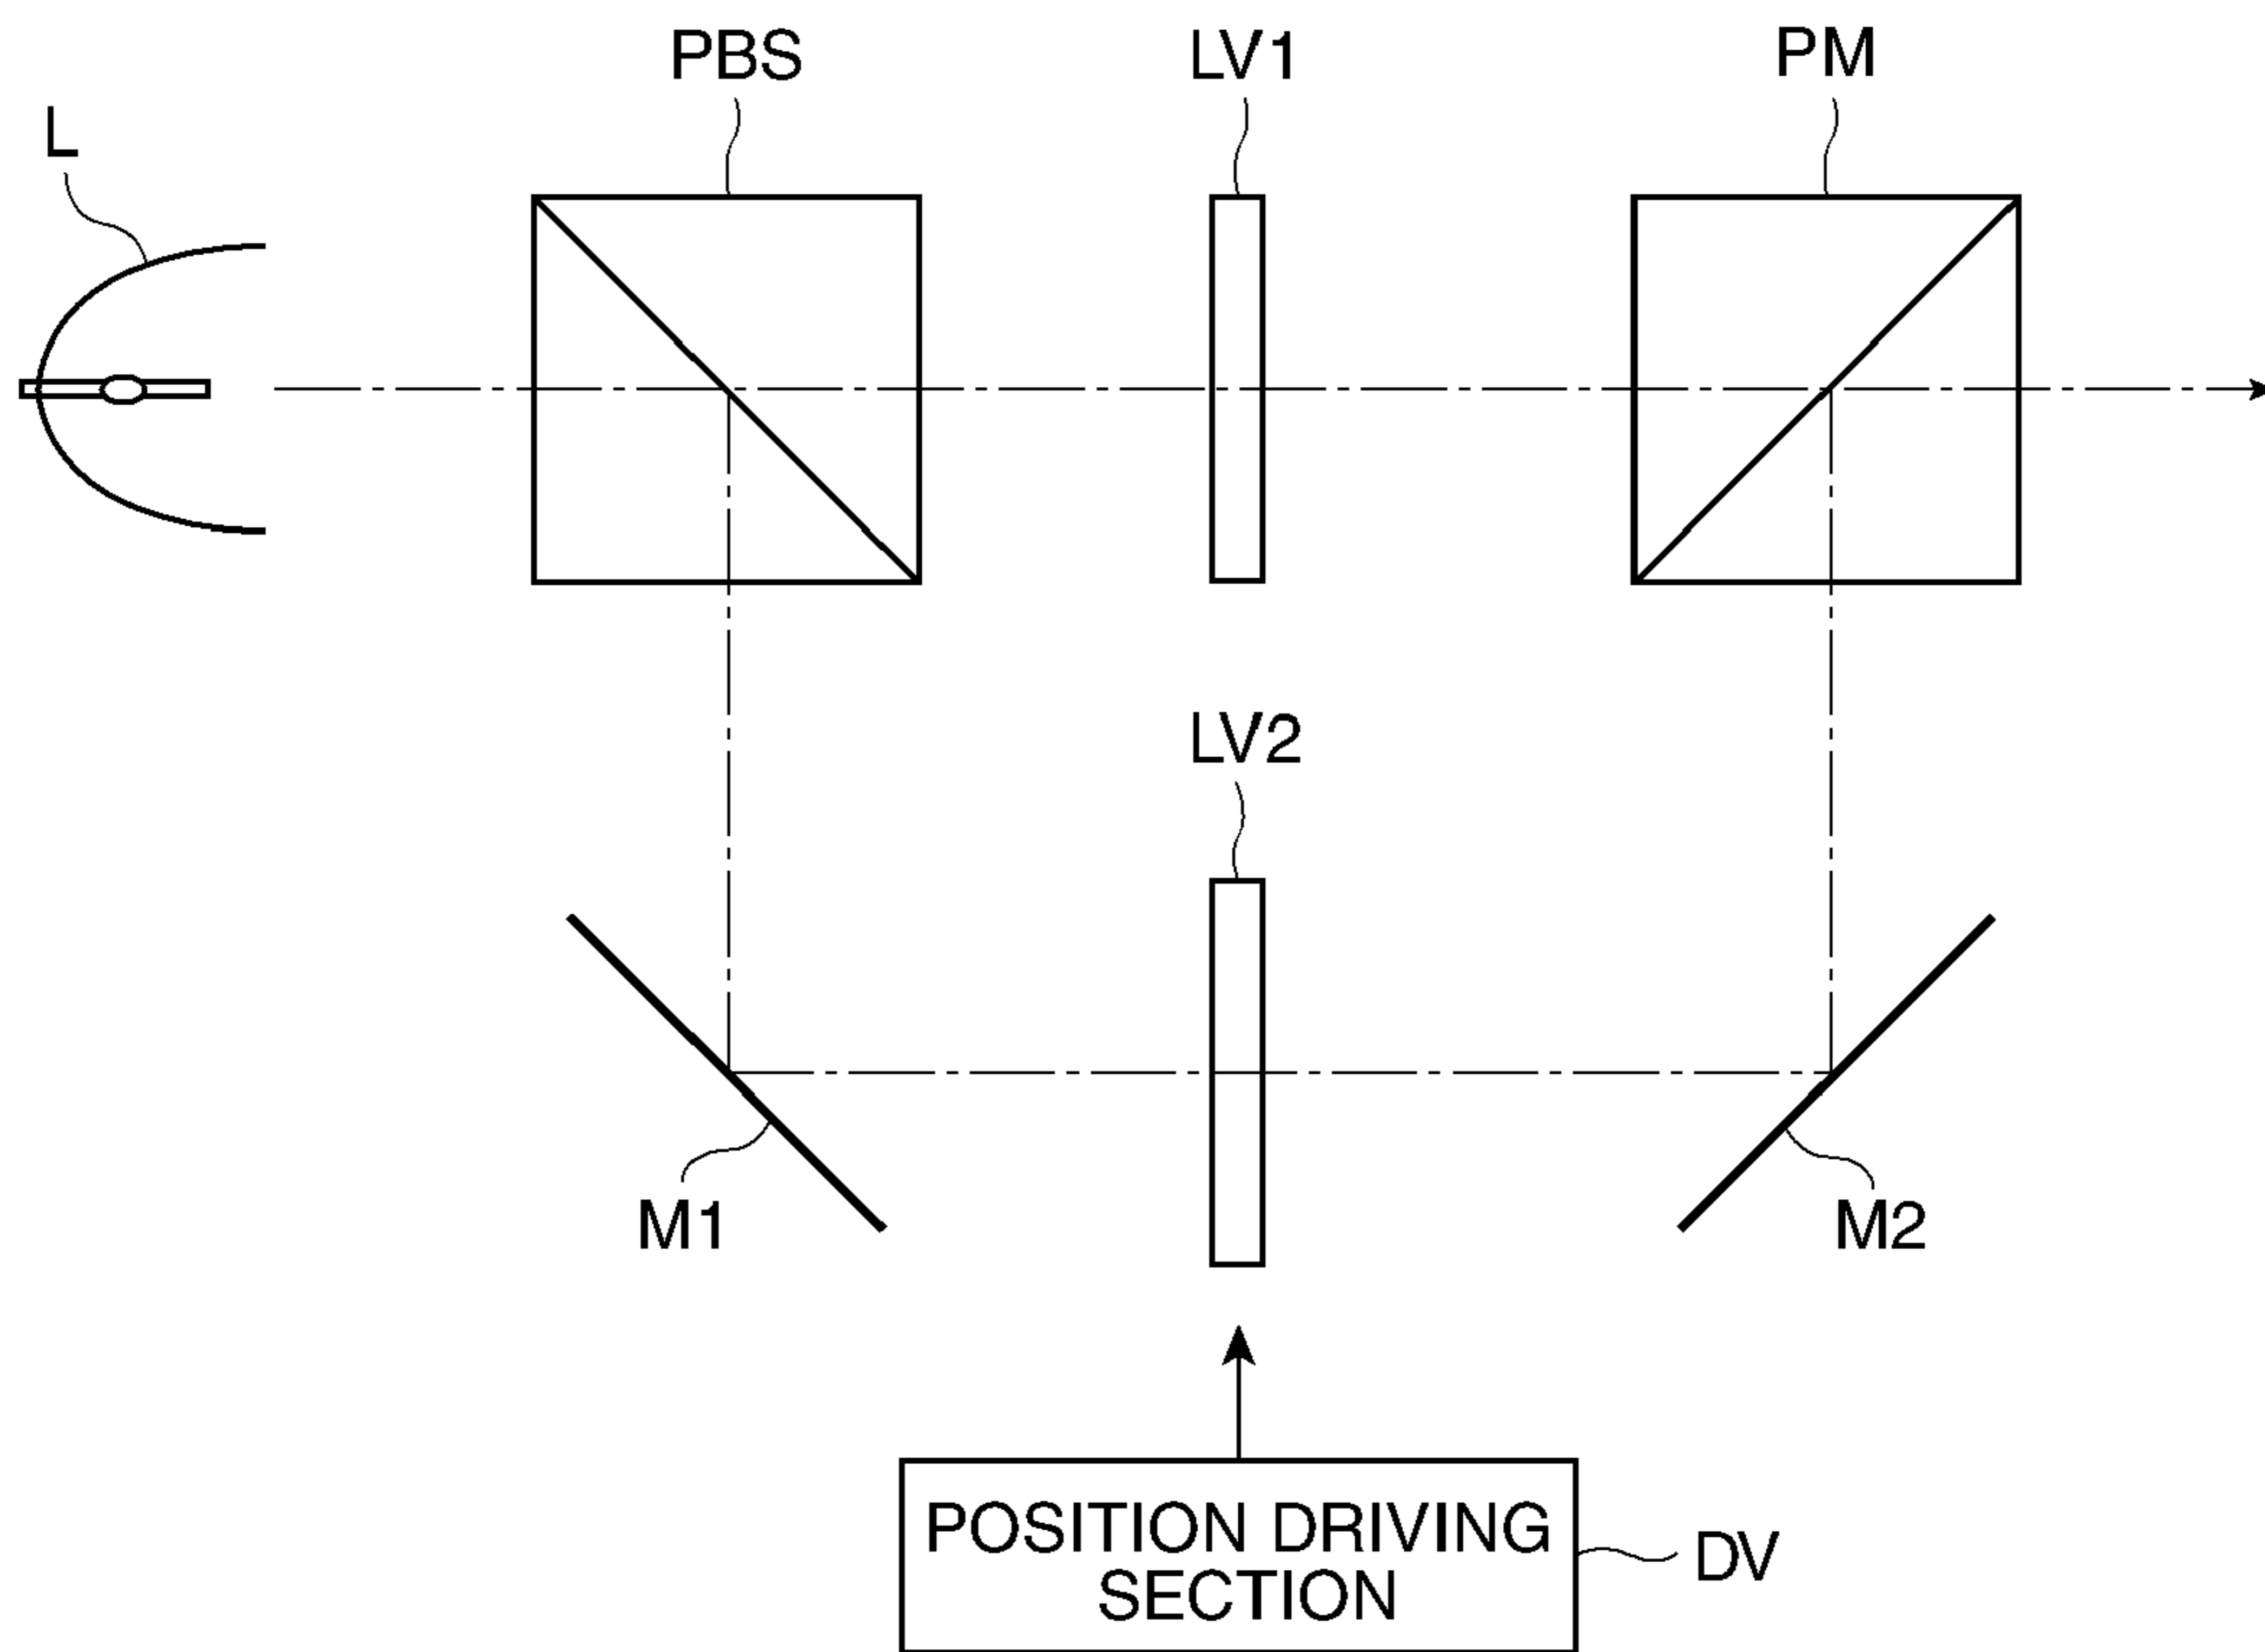 PBS
LV1
PM
L
LV2
M1
M2
POSITION DRIVING
SECTION
DV